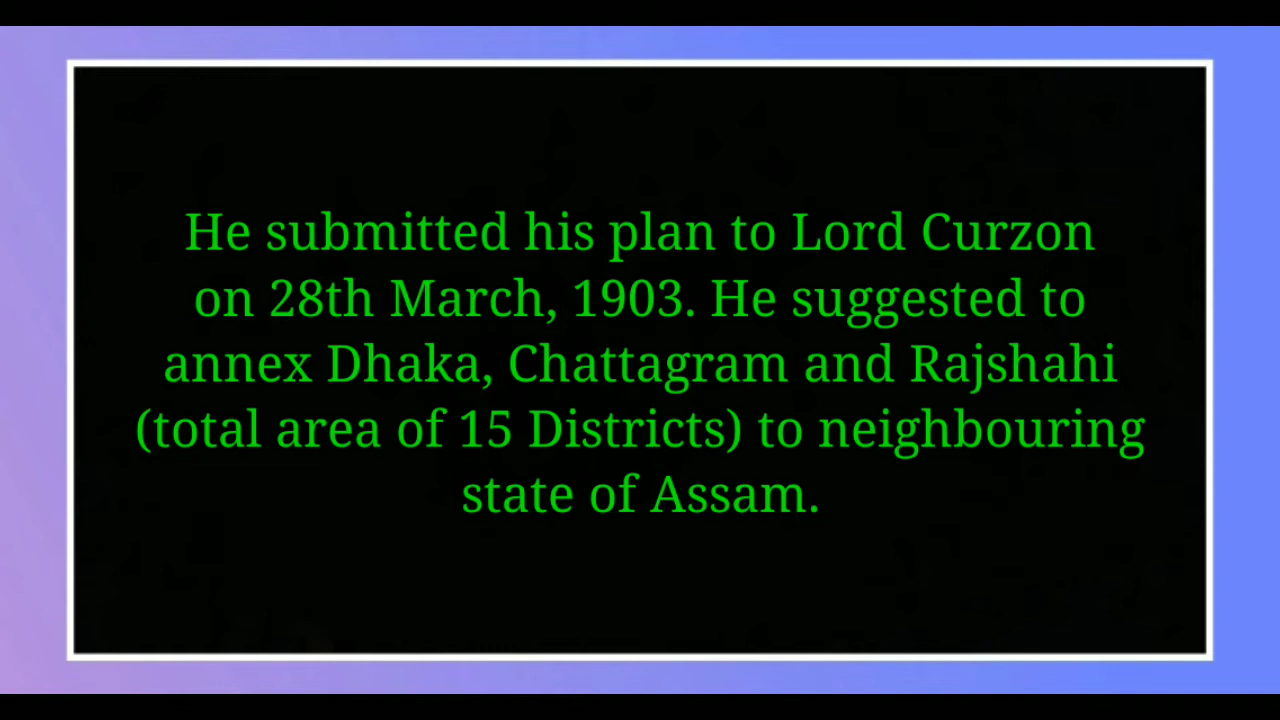 He submitted his plan to Lord Curzon
on 28th March, 1903. He suggested to
annex Dhaka, Chattagram and Rajshahi
(total area of 15 Districts) to neighbouring
state of Assam.